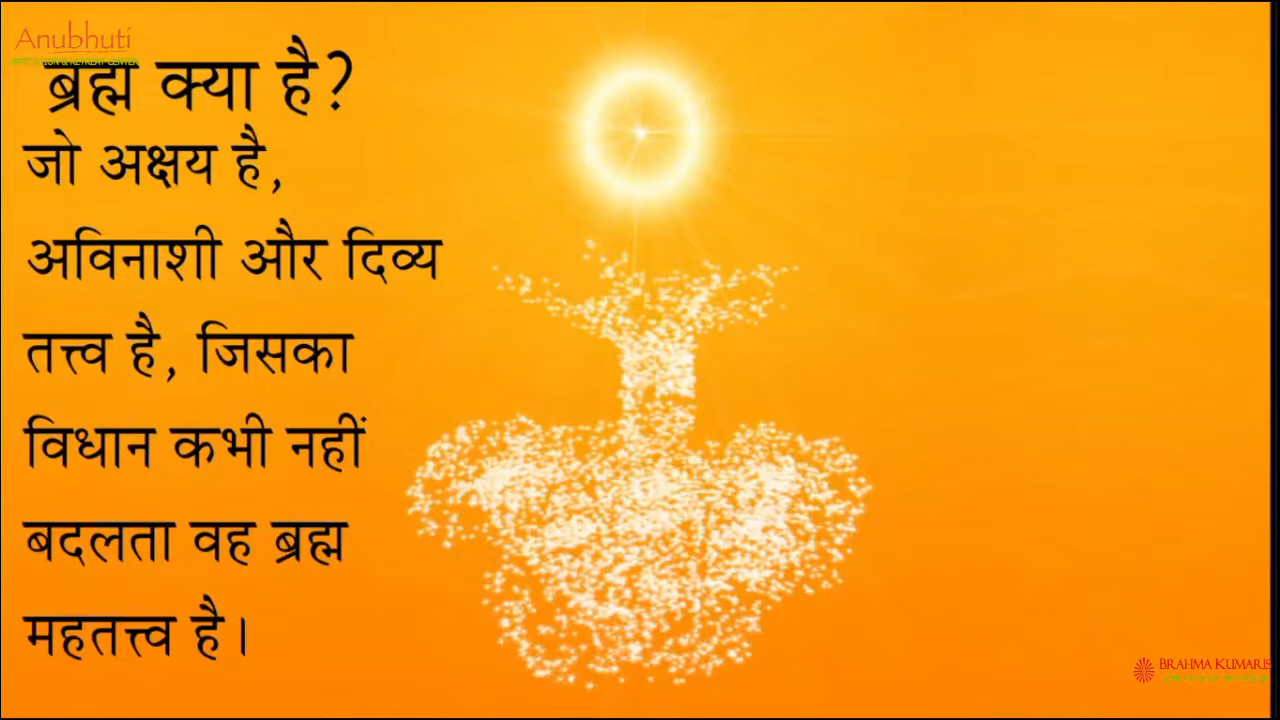 Anubhuti
ब्रह्म क्या है?
जो अक्षय है,
अविनाशी और दिव्य
तत्त्व है, जिसका
विधान कभी नहीं
बदलता वह ब्रह्म
महतत्त्व है।
BRAHMA KUMARIS